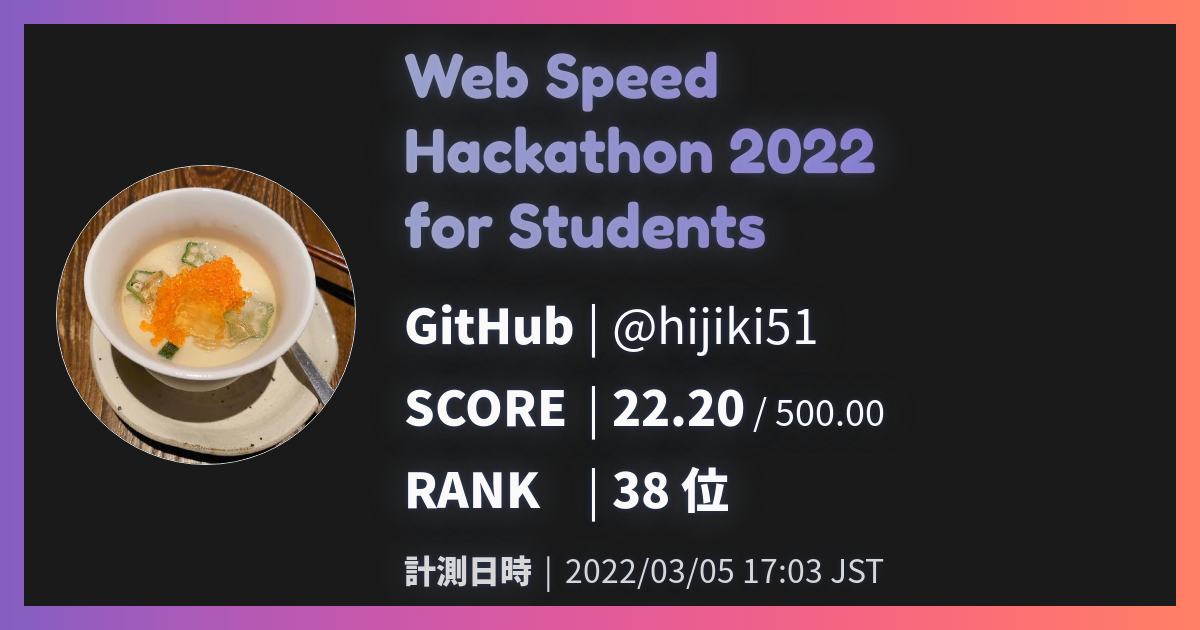 Web Speed
Hackathon 2022
for Students
GitHub | @hijiki51
SCORE | 22.20 / 500.00
RANK | 38 位
計測日時 | 2022/03/05 17:03 JST